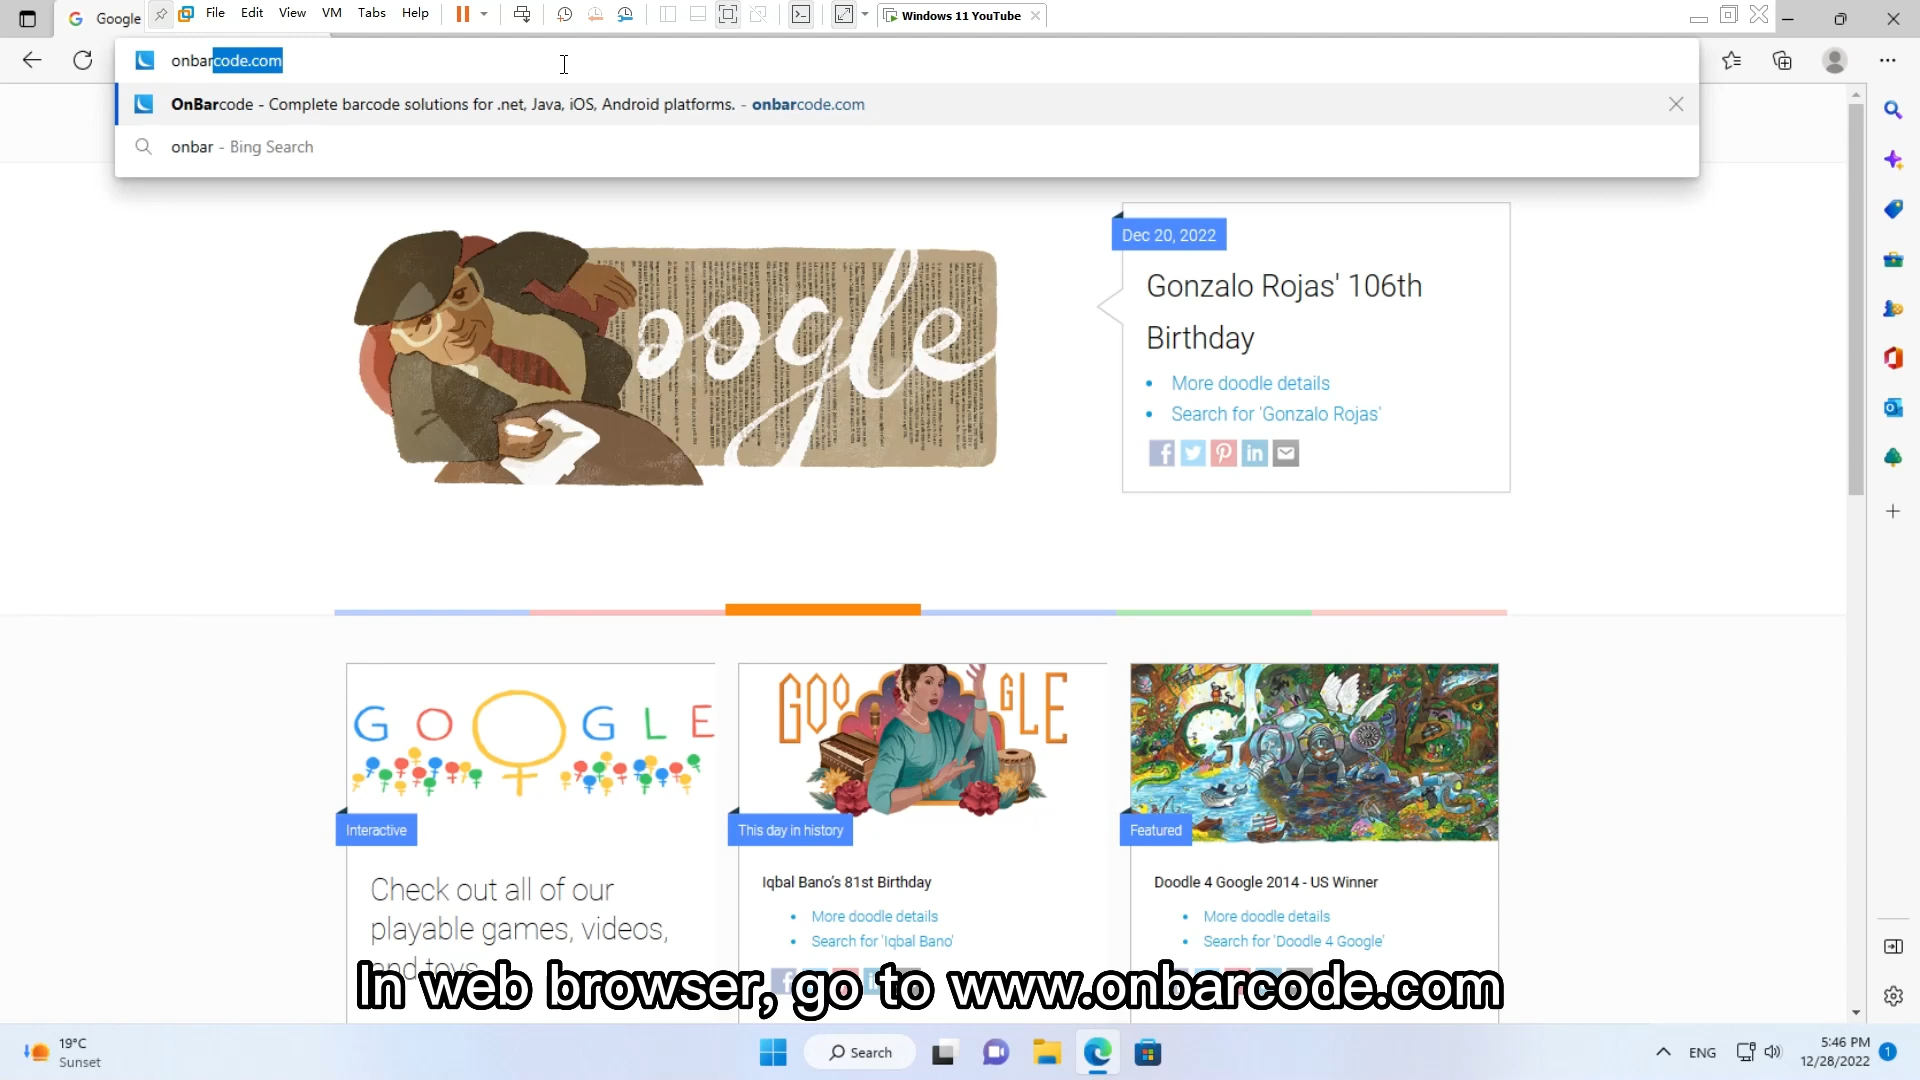 Google
File Edit View VM Tabs Help
Windows 11 YouTube
onbarcode.com
OnBarcode - Complete barcode solutions for .net, Java, iOS, Android platforms. - onbarcode.com
onbar - Bing Search
oogle
Dec 20, 2022
Gonzalo Rojas' 106th
Birthday
More doodle details
Search for 'Gonzalo Rojas'
GOOGLE
Interactive
Check out all of our
playable games, videos,
and toys
GOO GLE
This day in history
Iqbal Bano's 81st Birthday
More doodle details
Search for 'Iqbal Bano'
Featured
Doodle 4 Google 2014 - US Winner
More doodle details
Search for 'Doodle 4 Google'
In web browser, go to www.onbarcode.com
19°C
Sunset
Search
ENG
5:46 PM
12/28/2022
1